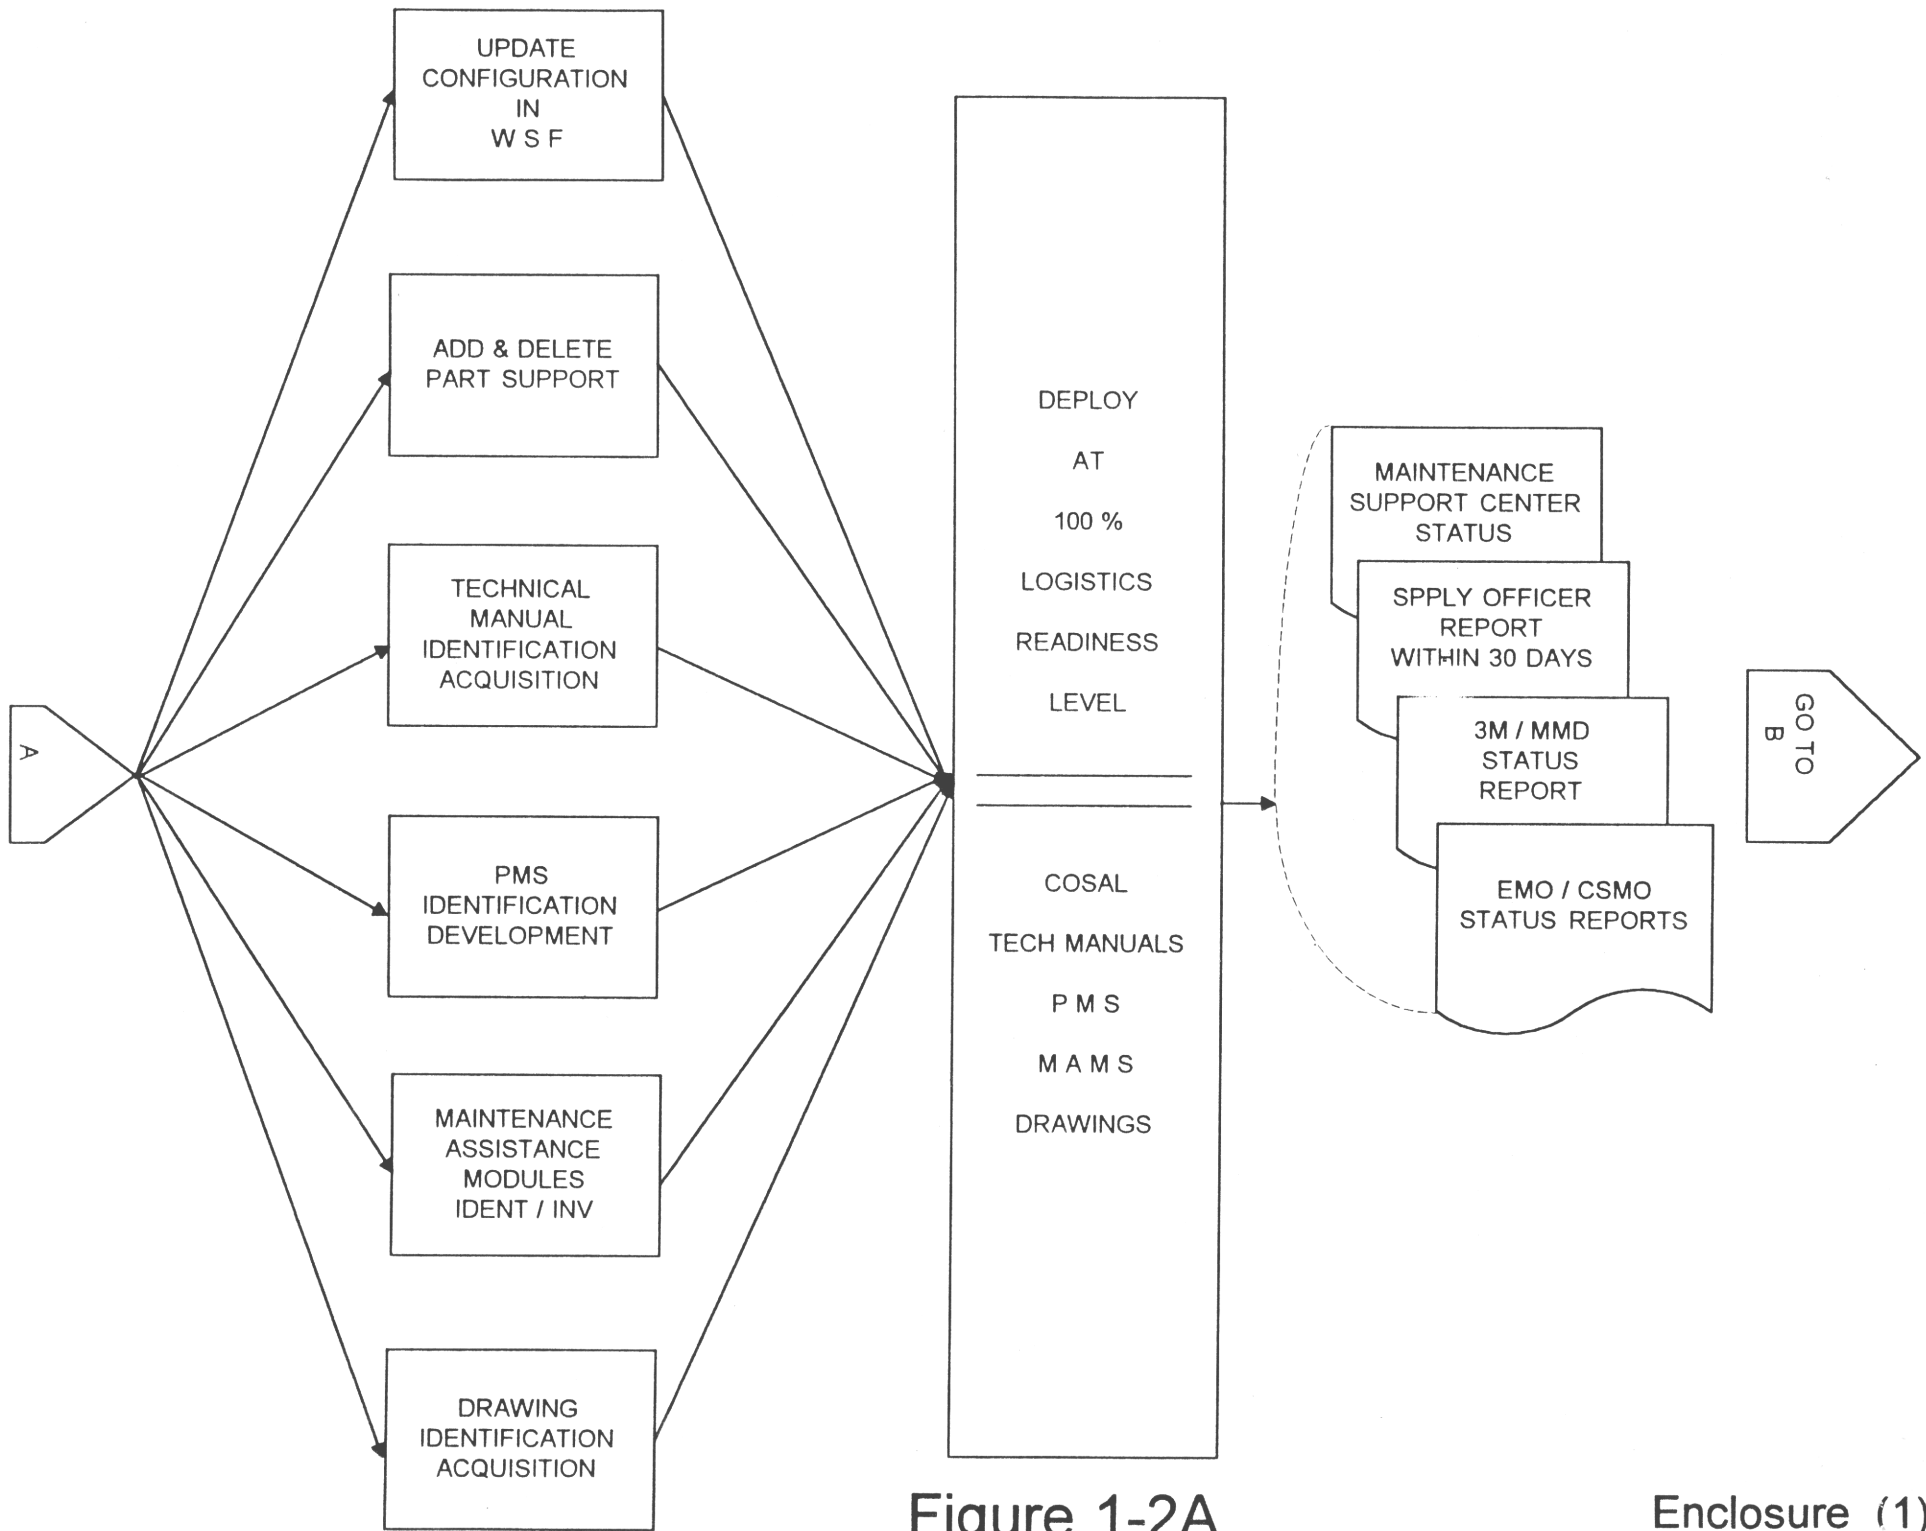 A
UPDATE
CONFIGURATION
IN
W S F
ADD & DELETE
PART SUPPORT
TECHNICAL
MANUAL
IDENTIFICATION
ACQUISITION
PMS
IDENTIFICATION
DEVELOPMENT
MAINTENANCE
ASSISTANCE
MODULES
IDENT / INV
DRAWING
IDENTIFICATION
ACQUISITION
DEPLOY
AT
100 %
LOGISTICS
READINESS
LEVEL
COSAL
TECH MANUALS
P M S
M A M S
DRAWINGS
MAINTENANCE
SUPPORT CENTER
STATUS
SPPLY OFFICER
REPORT
WITHIN 30 DAYS
3M / MMD
STATUS
REPORT
EMO / CSMO
STATUS REPORTS
GO TO
B
Figure 1-2A
Enclosure (1)